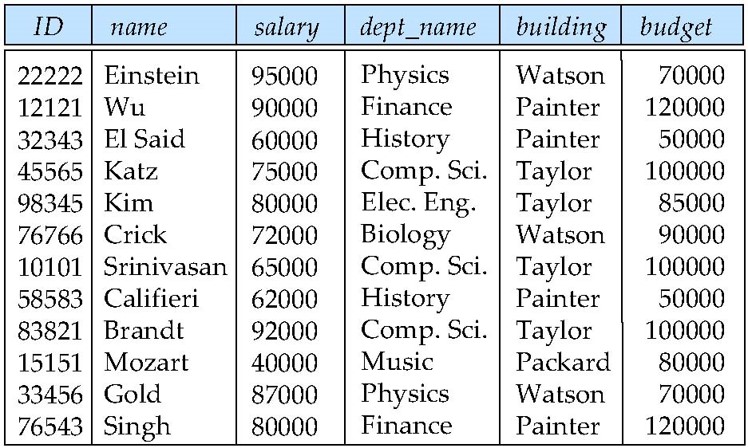 ID name salary dept_name building budget
22222 Einstein 95000 Physics Watson 70000
12121 Wu 90000 Finance Painter 120000
32343 El Said 60000 History Painter 50000
45565 Katz 75000 Comp. Sci. Taylor 100000
98345 Kim 80000 Elec. Eng. Taylor 85000
76766 Crick 72000 Biology Watson 90000
10101 Srinivasan 65000 Comp. Sci. Taylor 100000
58583 Califieri 62000 History Painter 50000
83821 Brandt 92000 Comp. Sci. Taylor 100000
15151 Mozart 40000 Music Packard 80000
33456 Gold 87000 Physics Watson 70000
76543 Singh 80000 Finance Painter 120000